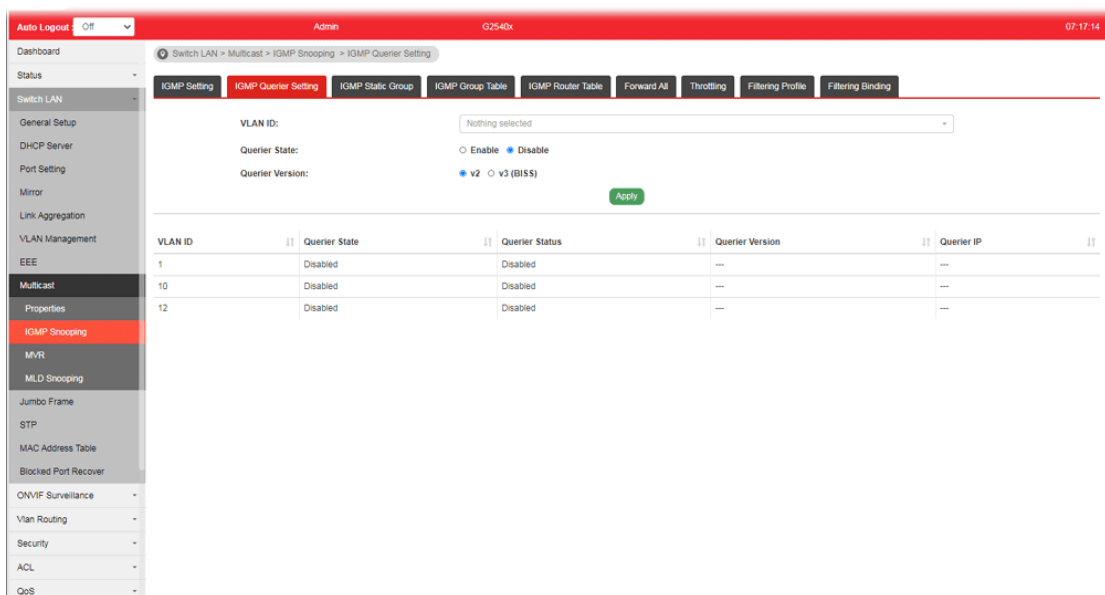 Auto Logout : Off
Admin
G2540x
07:17:14
Dashboard
Status
Switch LAN
General Setup
DHCP Server
Port Setting
Mirror
Link Aggregation
VLAN Management
EEE
Multicast
Properties
IGMP Snooping
MVR
MLD Snooping
Jumbo Frame
STP
MAC Address Table
Blocked Port Recover
ONVIF Surveillance
Vlan Routing
Security
ACL
QoS
Switch LAN > Multicast > IGMP Snooping > IGMP Querier Setting
IGMP Setting IGMP Querier Setting IGMP Static Group IGMP Group Table IGMP Router Table Forward All Throttling Filtering Profile Filtering Binding
VLAN ID: Nothing selected
Querier State: Enable Disable
Querier Version: v2 v3 (BISS)
Apply
VLAN ID Querier State Querier Status Querier Version Querier IP
1 Disabled Disabled --- ---
10 Disabled Disabled --- ---
12 Disabled Disabled --- ---